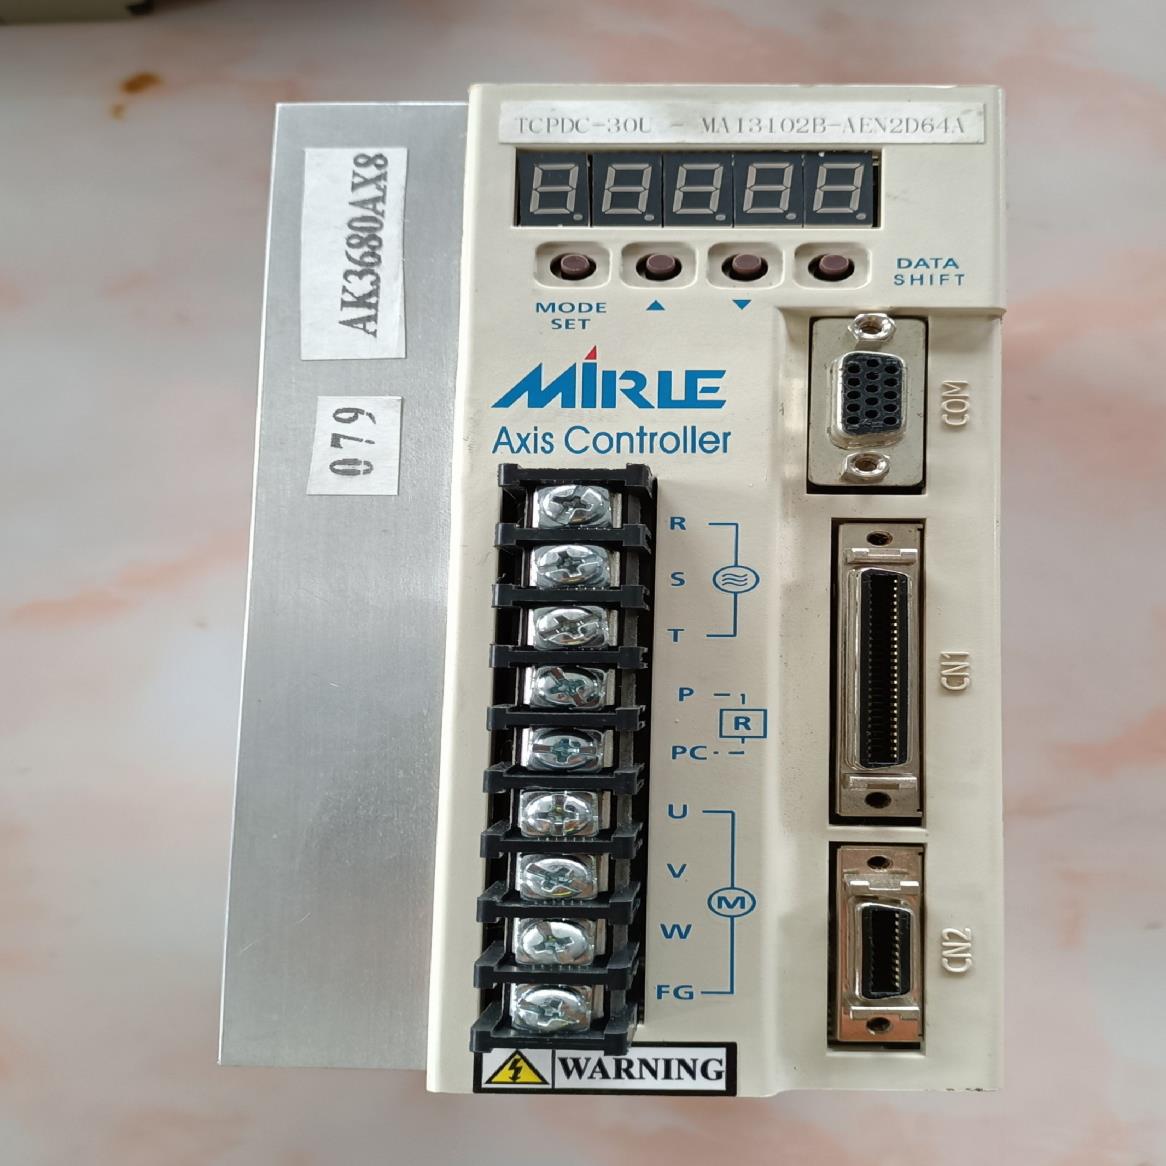 TCPDC-30U - MA13102B-AEN2D64A
AK3680AX8
079
MODE
SET
▲
▼
DATA
SHIFT
MIRLE
Axis Controller
COM
R
S
T
P
R
PC
U
V
M
W
FG
CN1
CN2
WARNING